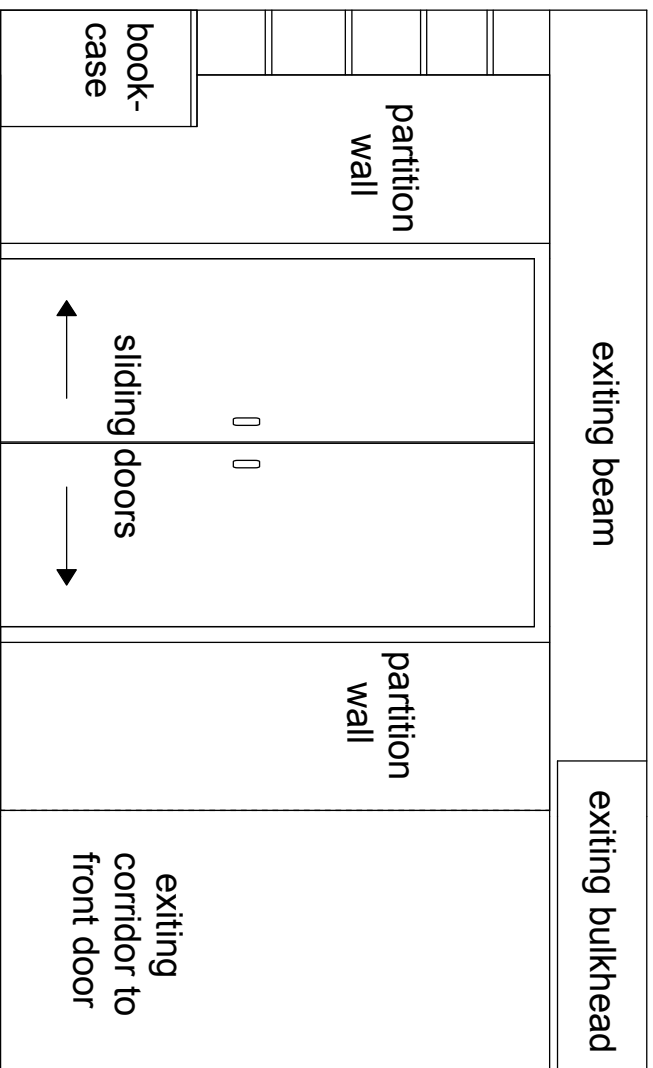 exiting beam
exiting bulkhead
partition
wall
partition
wall
book-
case
sliding doors
exiting
corridor to
front door